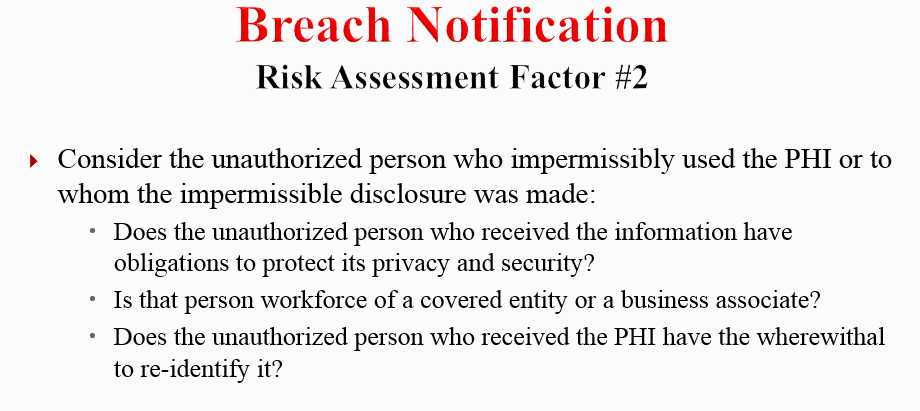 Breach Notification
Risk Assessment Factor #2
Consider the unauthorized person who impermissibly used the PHI or to
whom the impermissible disclosure was made:
• Does the unauthorized person who received the information have
obligations to protect its privacy and security?
• Is that person workforce of a covered entity or a business associate?
• Does the unauthorized person who received the PHI have the wherewithal
to re-identify it?